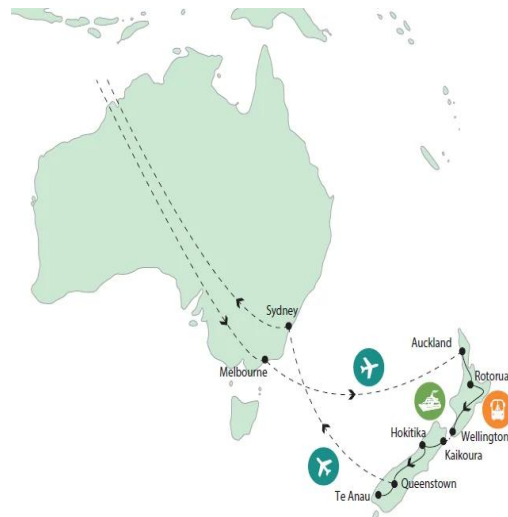 Sydney
Melbourne
Auckland
Rotorua
Wellington
Hokitika
Kaikoura
Queenstown
Te Anau